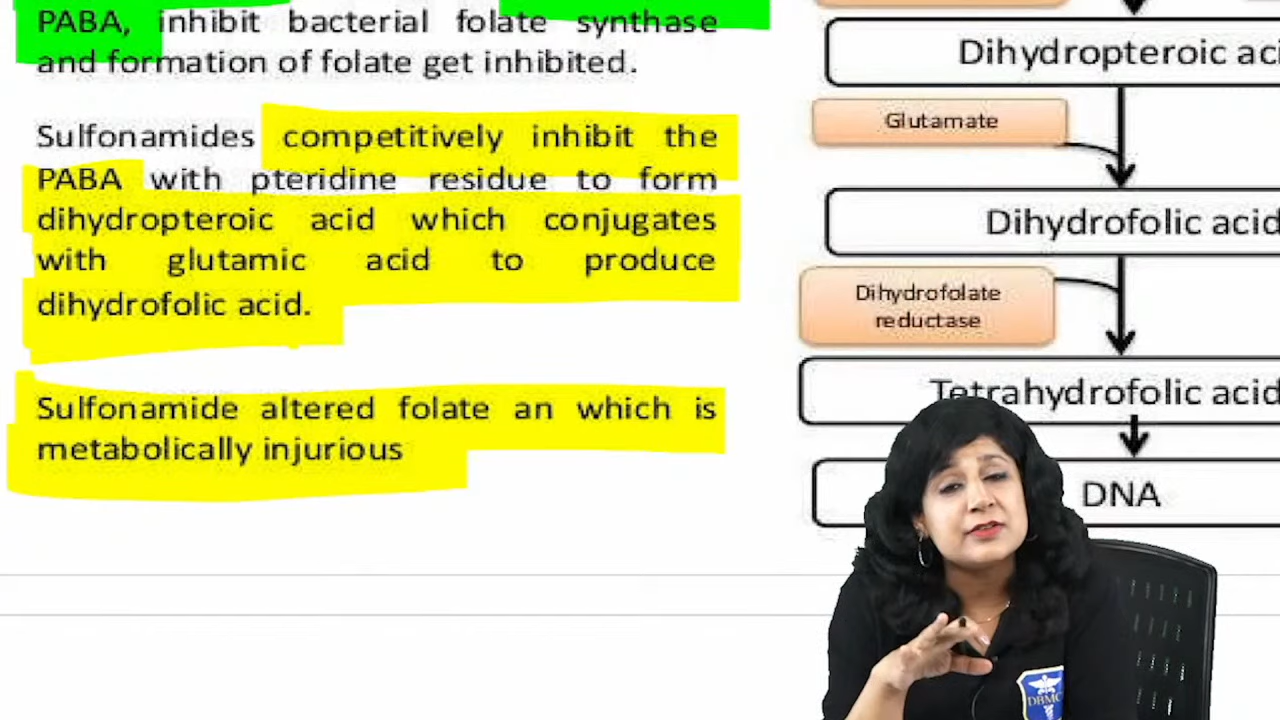 PABA, inhibit bacterial folate synthase
and formation of folate get inhibited.
Sulfonamides competitively inhibit the
PABA with pteridine residue to form
dihydropteroic acid which conjugates
with glutamic acid to produce
dihydrofolic acid.
Sulfonamide altered folate an which is
metabolically injurious
Dihydropteroic aci
Glutamate
Dihydrofolic acid
Dihydrofolate
reductase
Tetrahydrofolic acid
DNA
DBMC